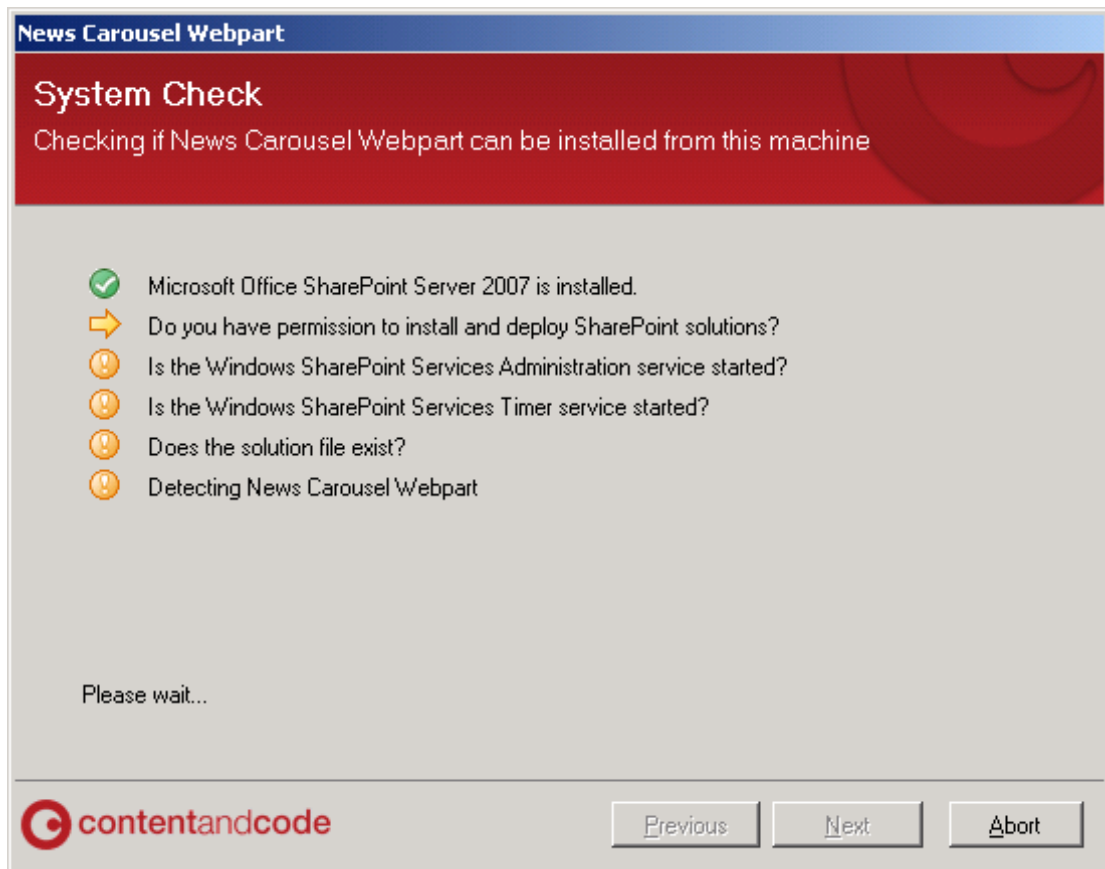 News Carousel Webpart
System Check
Checking if News Carousel Webpart can be installed from this machine
Microsoft Office SharePoint Server 2007 is installed.
Do you have permission to install and deploy SharePoint solutions?
Is the Windows SharePoint Services Administration service started?
Is the Windows SharePoint Services Timer service started?
Does the solution file exist?
Detecting News Carousel Webpart
Please wait...
contentandcode
Previous
Next
Abort